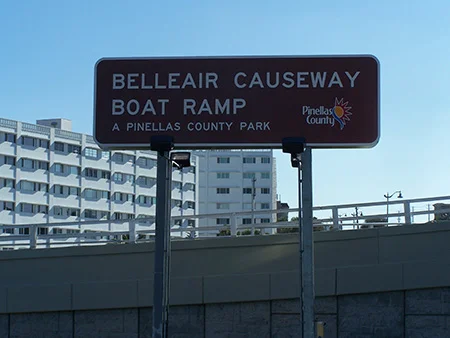 BELLEAIR CAUSEWAY
BOAT RAMP
A PINELLAS COUNTY PARK
Pinellas
County